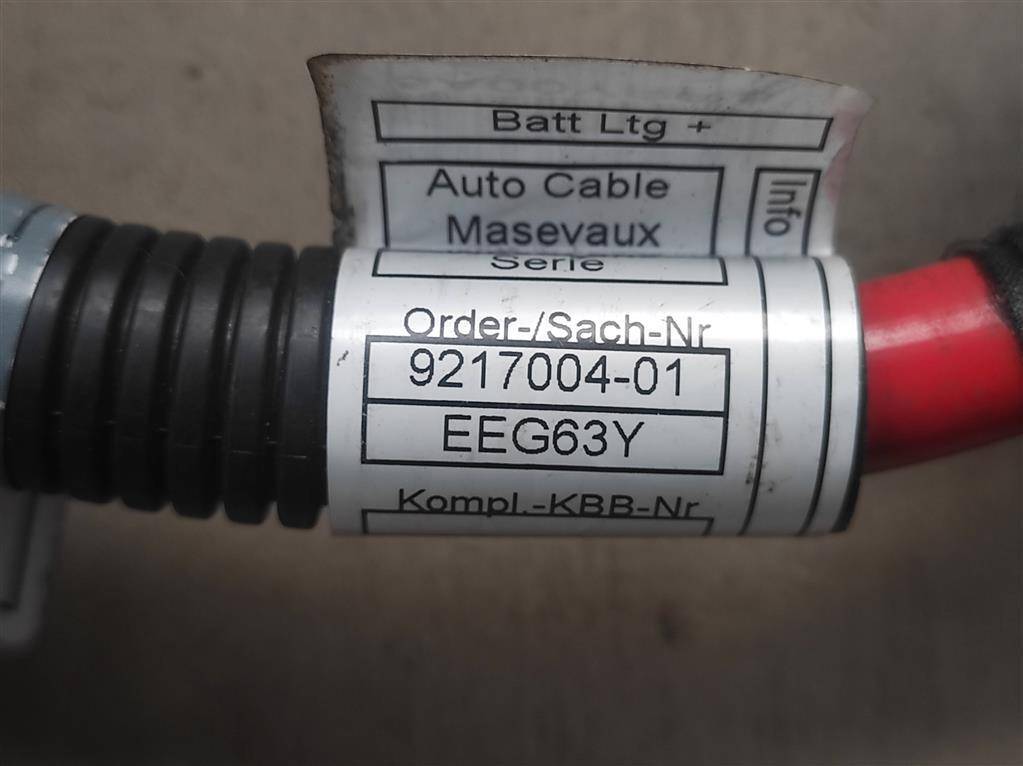 Batt Ltg +
Auto Cable
Masevaux
Info
Serie
Order-/Sach-Nr
9217004-01
EEG63Y
Kompl.-KBB-Nr